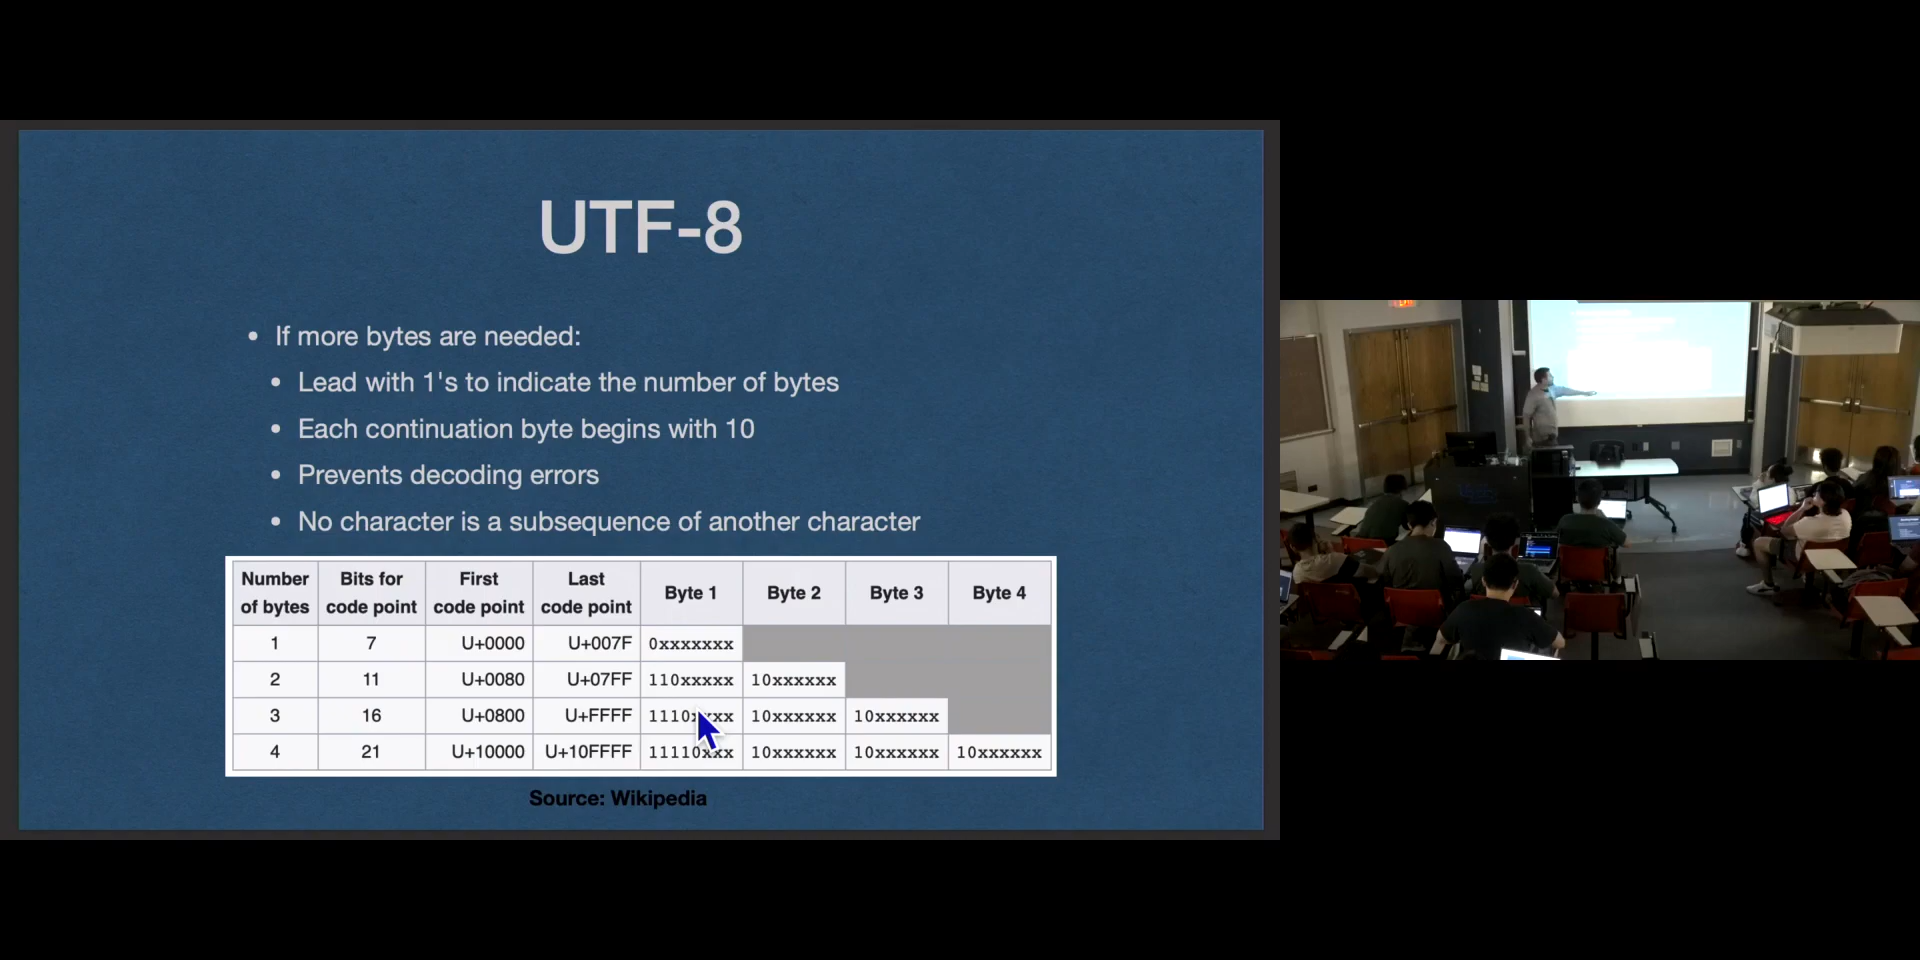 UTF-8
• If more bytes are needed:
• Lead with 1's to indicate the number of bytes
• Each continuation byte begins with 10
• Prevents decoding errors
• No character is a subsequence of another character
Number of bytes Bits for code point First code point Last code point Byte 1 Byte 2 Byte 3 Byte 4
1 7 U+0000 U+007F 0xxxxxxx
2 11 U+0080 U+07FF 110xxxxx 10xxxxxx
3 16 U+0800 U+FFFF 1110xxxx 10xxxxxx 10xxxxxx
4 21 U+10000 U+10FFFF 11110xxx 10xxxxxx 10xxxxxx 10xxxxxx
Source: Wikipedia